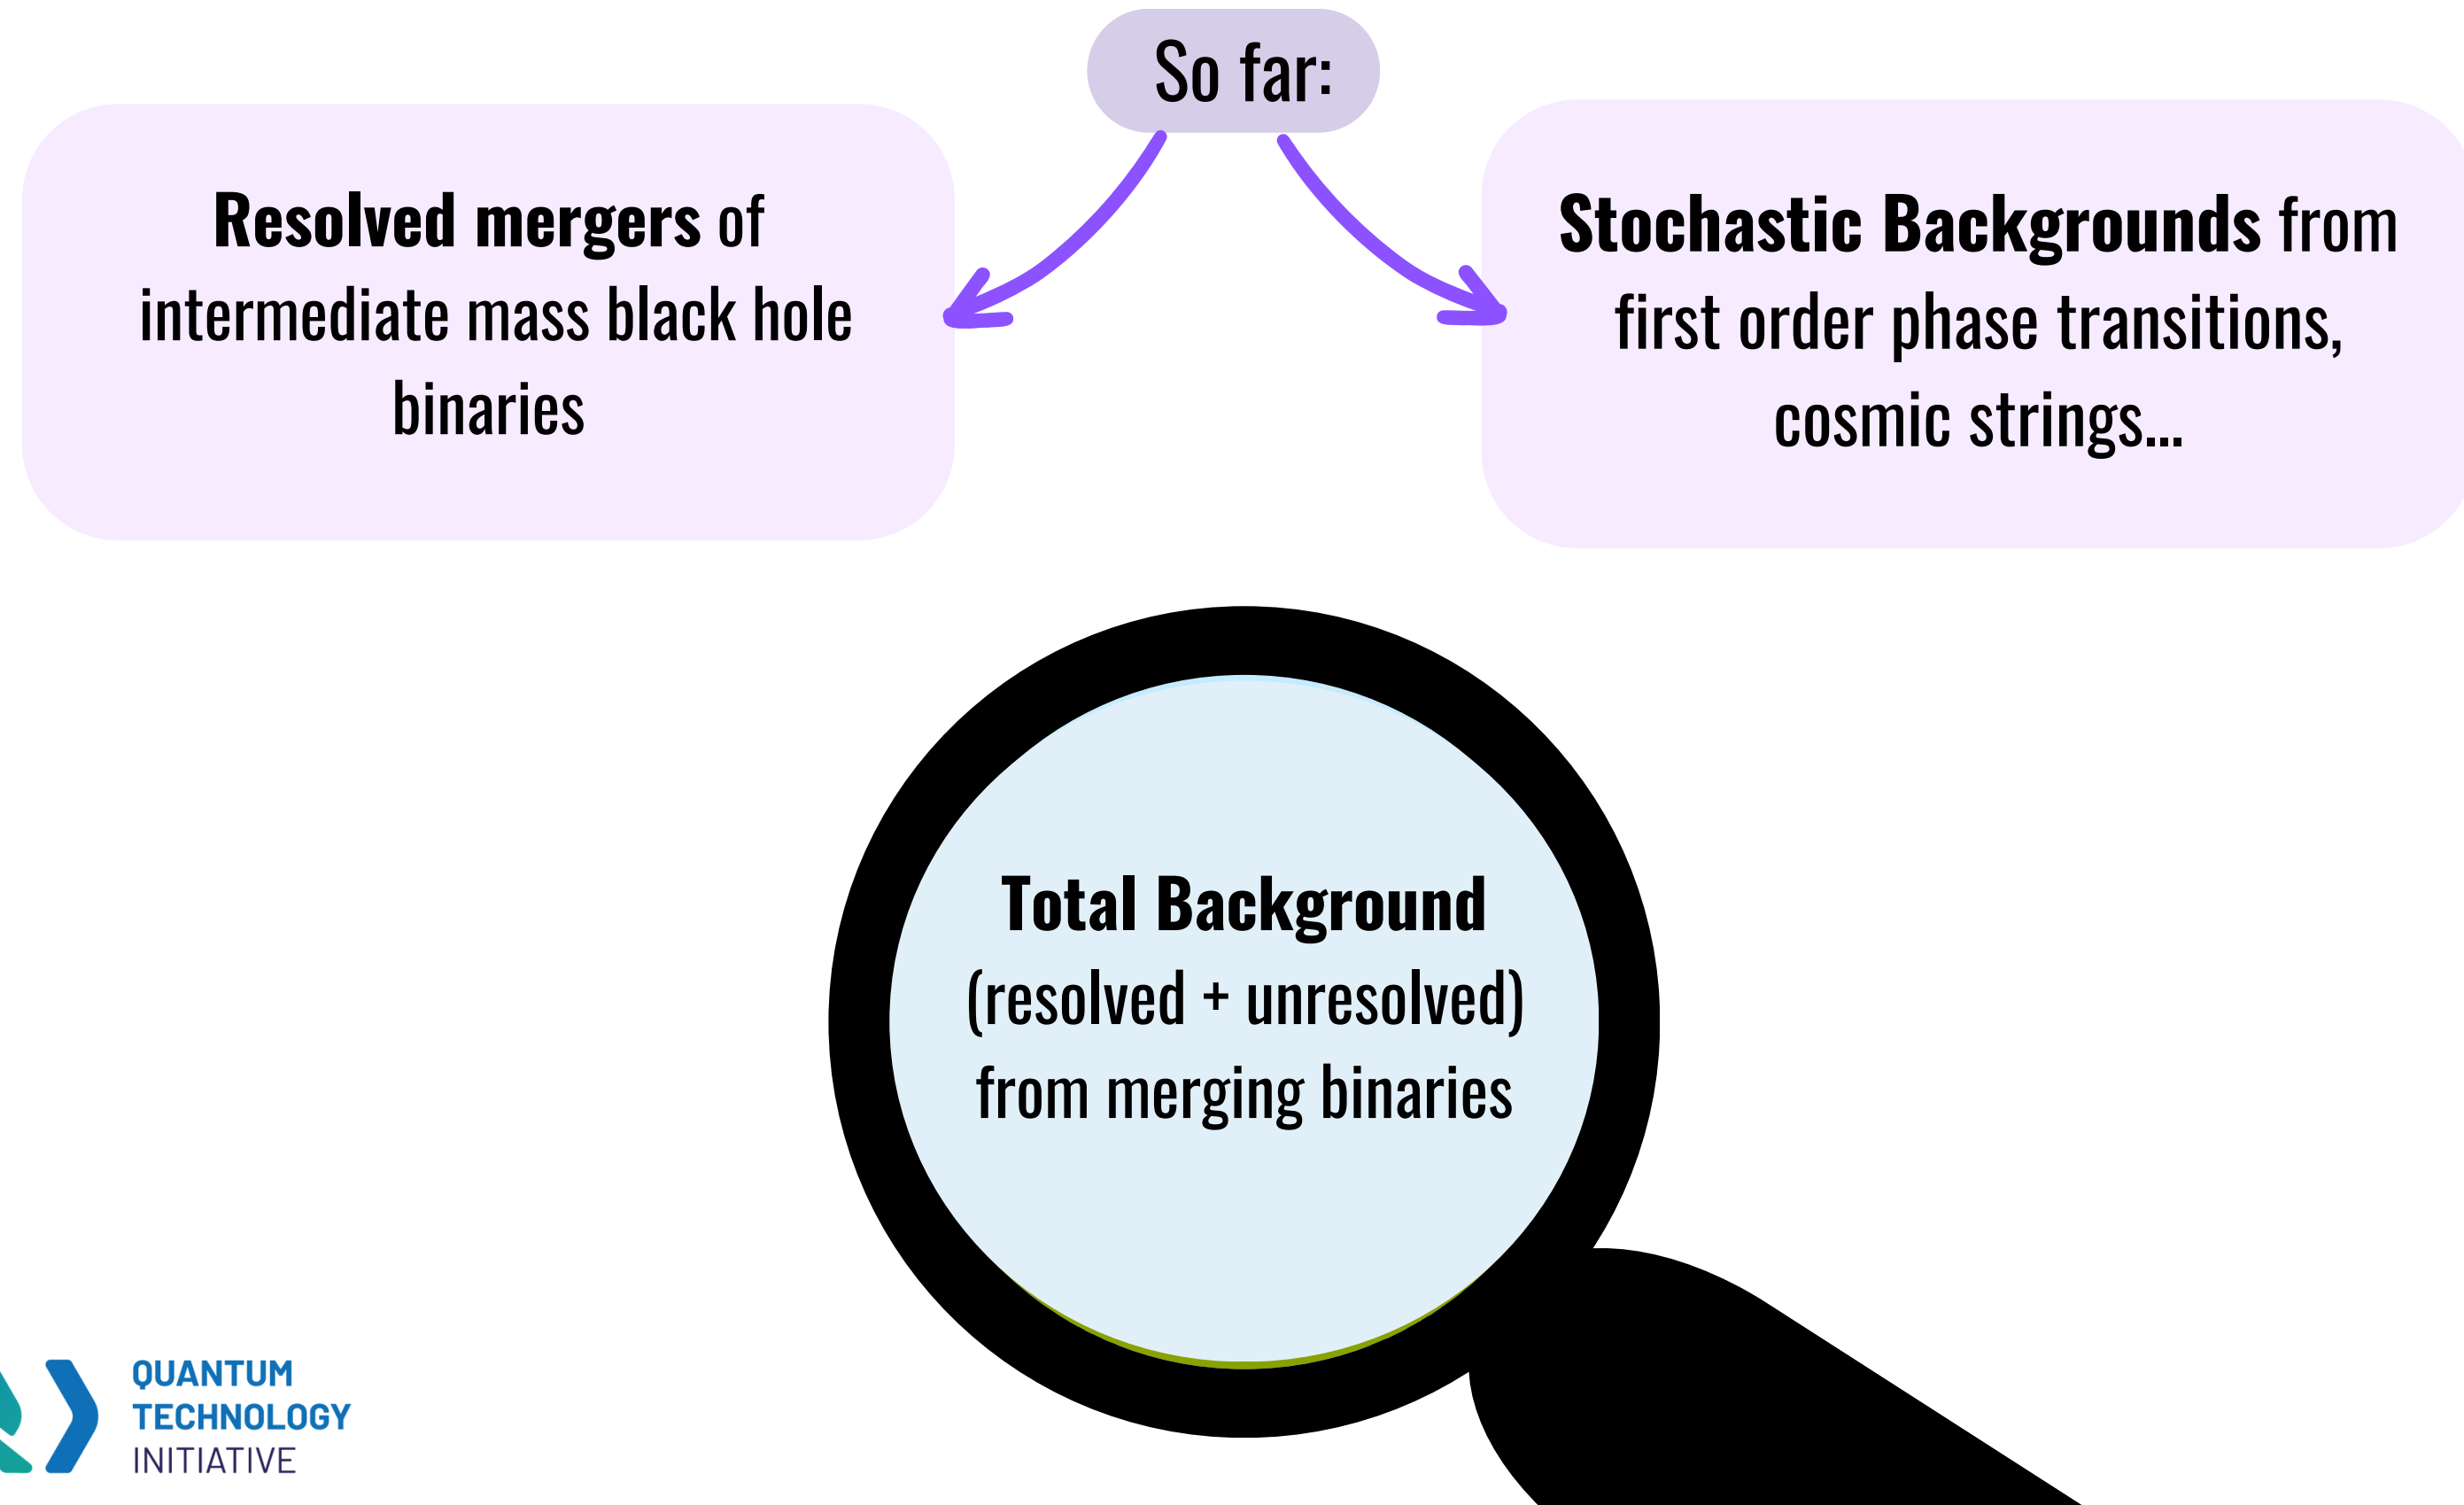 So far:
Resolved mergers of
intermediate mass black hole
binaries
Stochastic Backgrounds from
first order phase transitions,
cosmic strings...
Total Background
(resolved + unresolved)
from merging binaries
QUANTUM
TECHNOLOGY
INITIATIVE